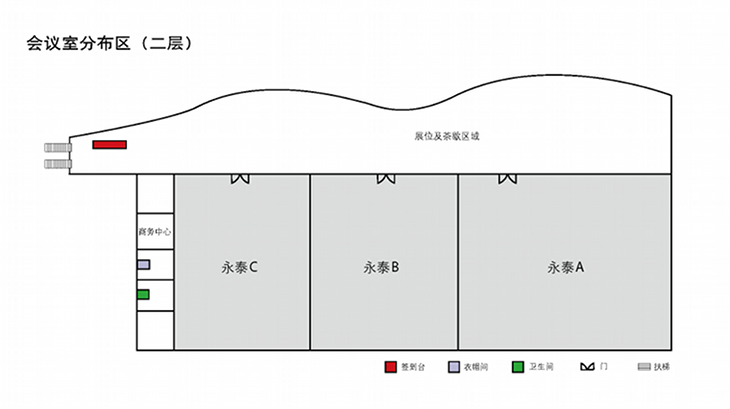 会议室分布区（二层）
展位及茶歇区域
商务中心
永泰C
永泰B
永泰A
签到台 衣帽间 卫生间 门 扶梯